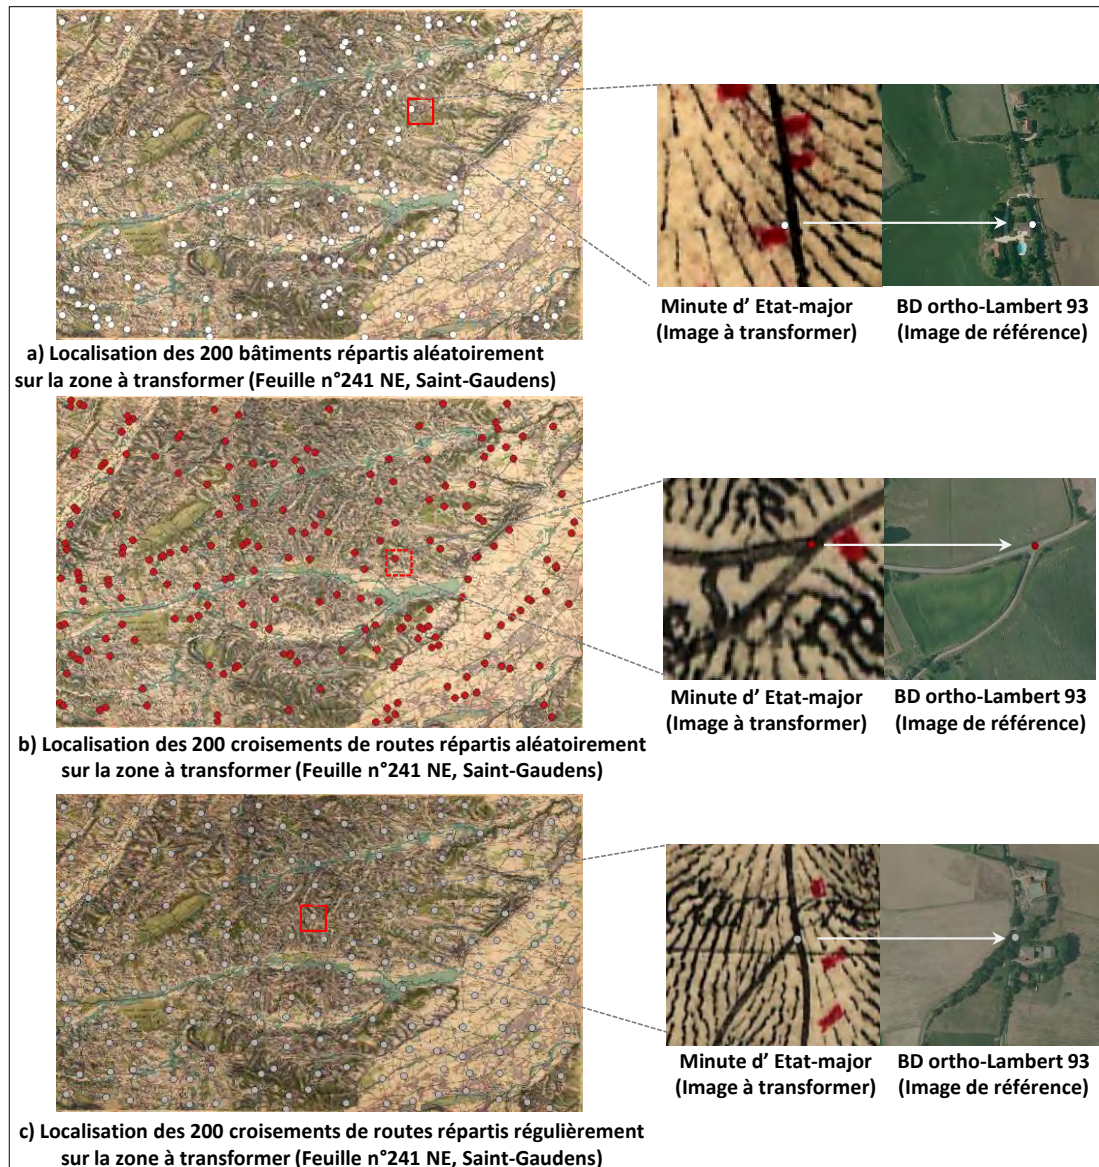 Minute d' Etat-major
(Image à transformer)
BD ortho-Lambert 93
(Image de référence)
a) Localisation des 200 bâtiments répartis aléatoirement
sur la zone à transformer (Feuille n°241 NE, Saint-Gaudens)
Minute d' Etat-major
(Image à transformer)
BD ortho-Lambert 93
(Image de référence)
b) Localisation des 200 croisements de routes répartis aléatoirement
sur la zone à transformer (Feuille n°241 NE, Saint-Gaudens)
Minute d' Etat-major
(Image à transformer)
BD ortho-Lambert 93
(Image de référence)
c) Localisation des 200 croisements de routes répartis régulièrement
sur la zone à transformer (Feuille n°241 NE, Saint-Gaudens)